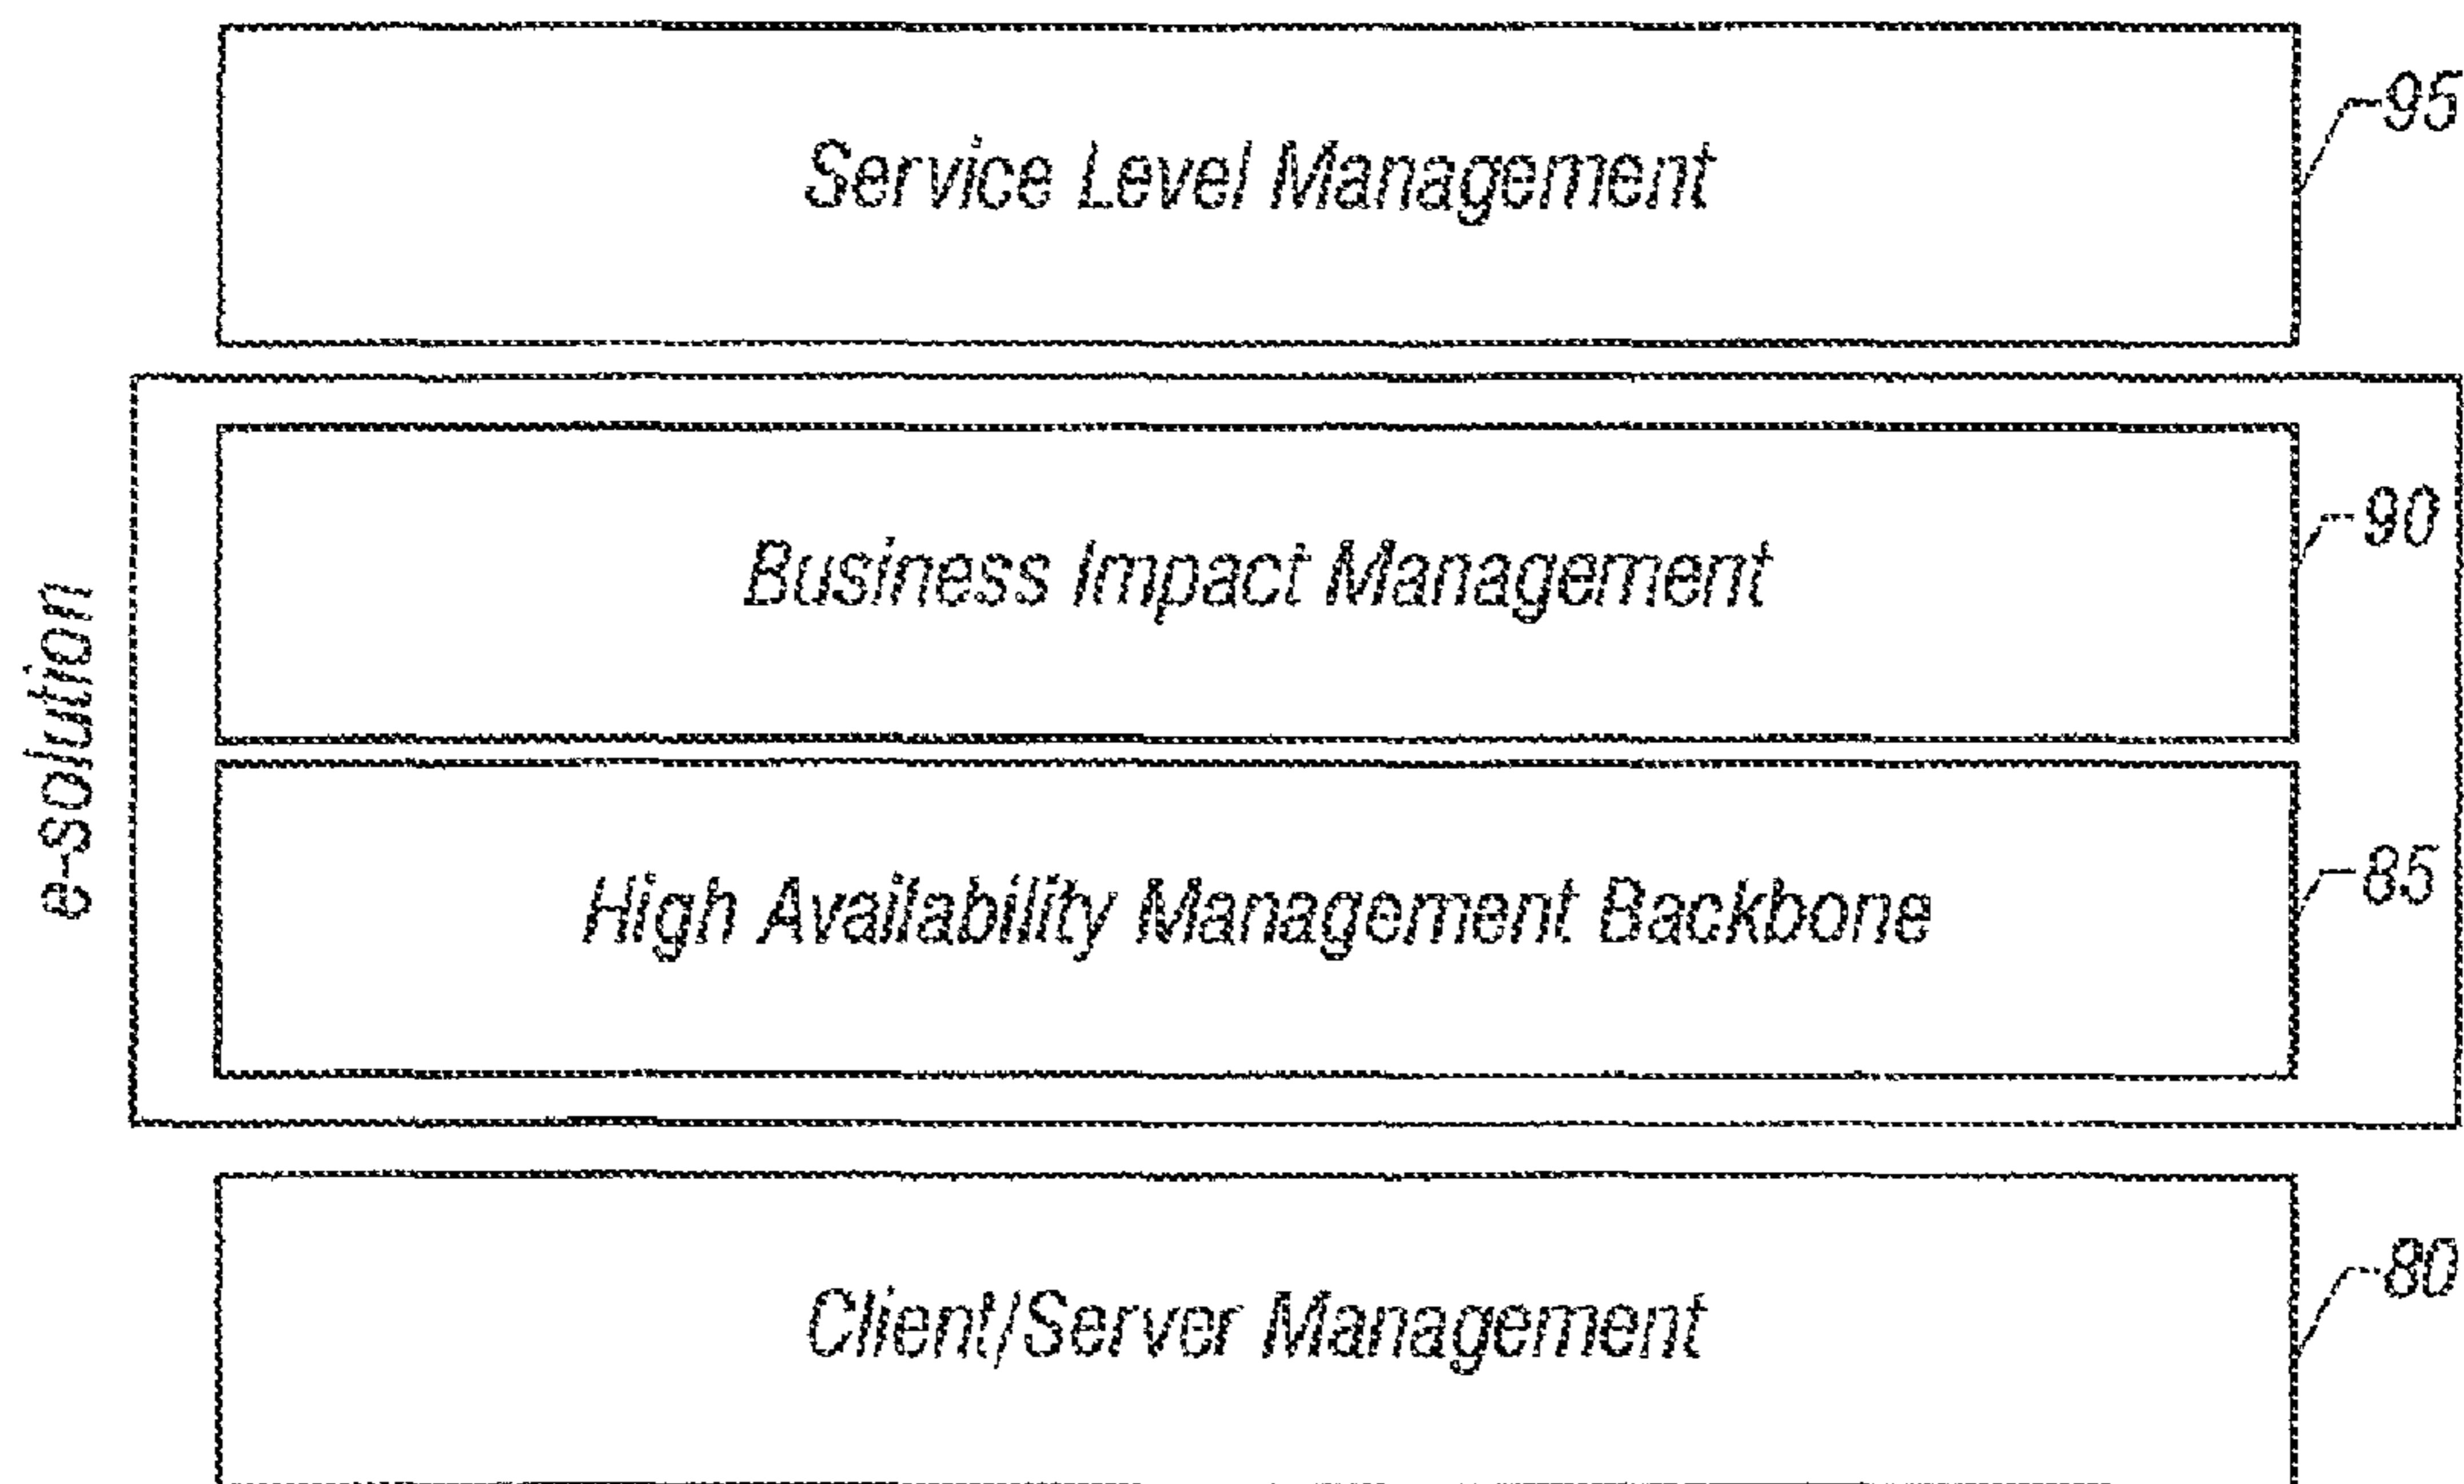 Service Level Management
95
e-solution
Business Impact Management
90
High Availability Management Backbone
85
Client/Server Management
80